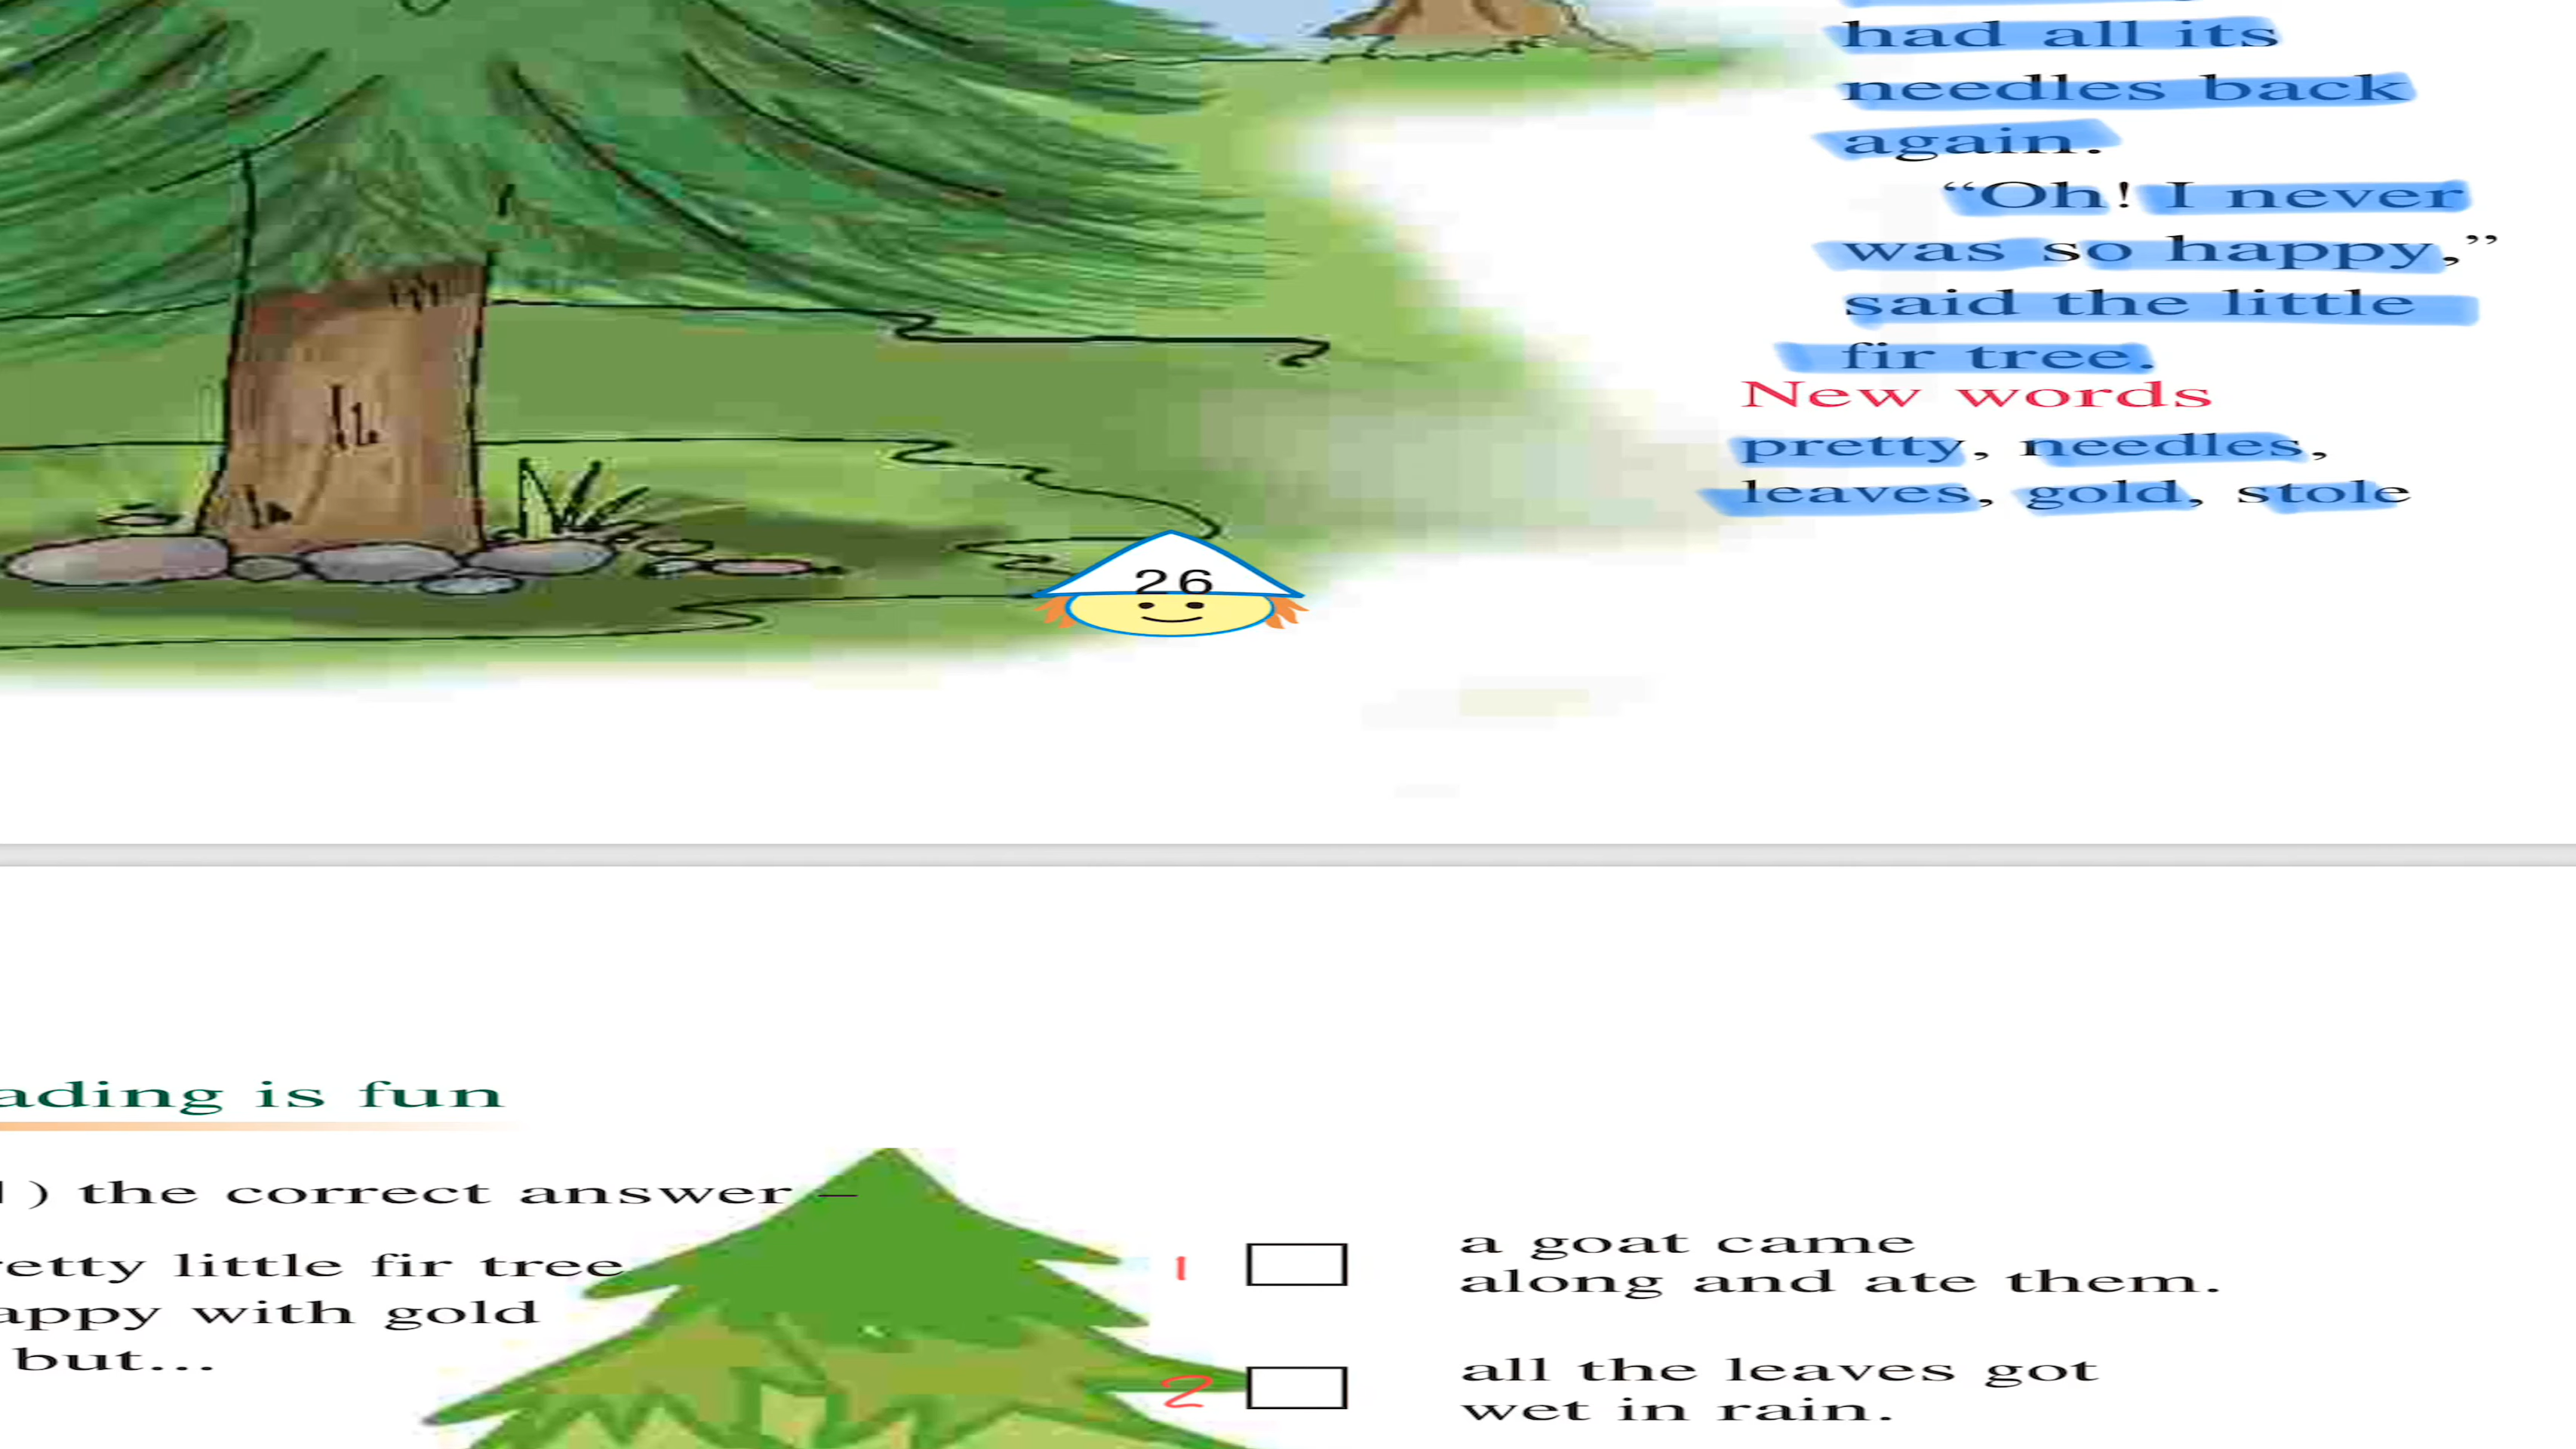 had all its
needles back
again.
“Oh! I never
was so happy,”
said the little
fir tree.
New words
pretty, needles,
leaves, gold, stole
26
ading is fun
) the correct answer –
etty little fir tree
appy with gold
but...
1
a goat came
along and ate them.
2
all the leaves got
wet in rain.